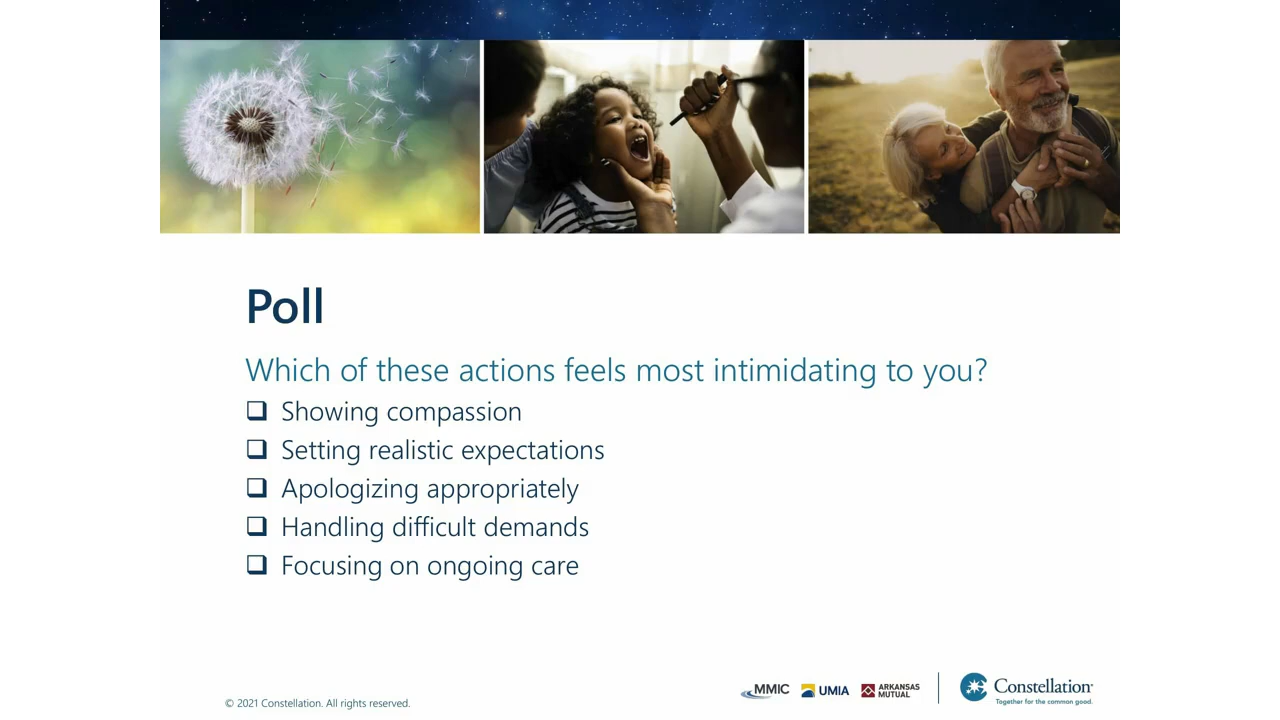 Poll
Which of these actions feels most intimidating to you?
❑ Showing compassion
❑ Setting realistic expectations
❑ Apologizing appropriately
❑ Handling difficult demands
❑ Focusing on ongoing care
© 2021 Constellation. All rights reserved.
MMIC
UMIA
ARKANSAS
MUTUAL
Constellation
Together for the common good.